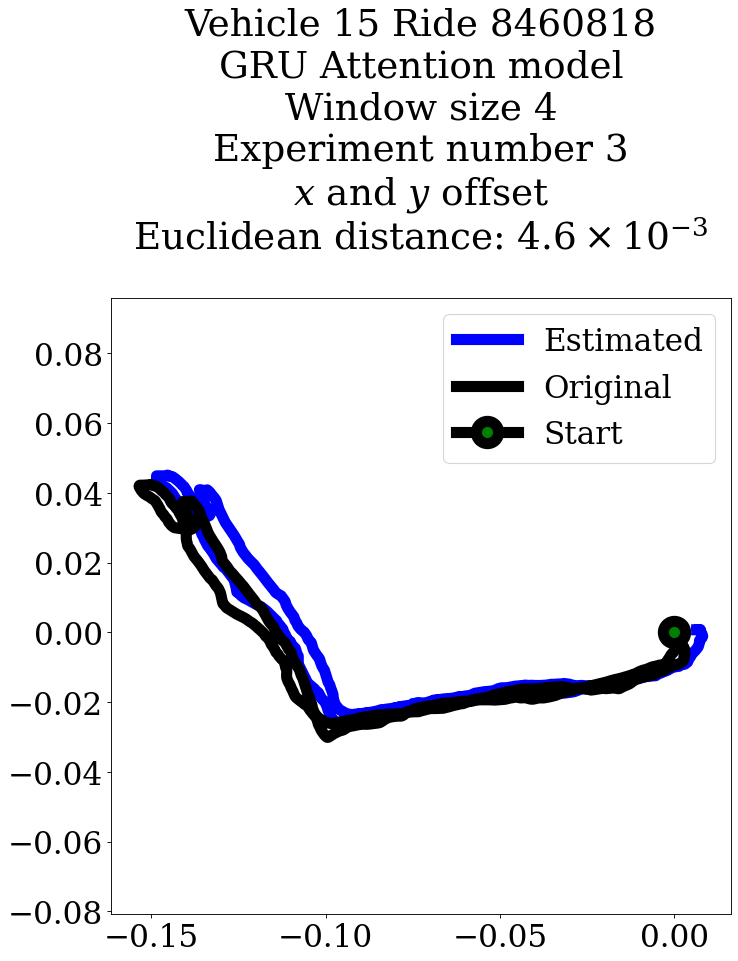 Vehicle 15 Ride 8460818
GRU Attention model
Window size 4
Experiment number 3
x and y offset
Euclidean distance: 4.6 × 10⁻³
Estimated
Original
Start
0.08
0.06
0.04
0.02
0.00
−0.02
−0.04
−0.06
−0.08
−0.15
−0.10
−0.05
0.00